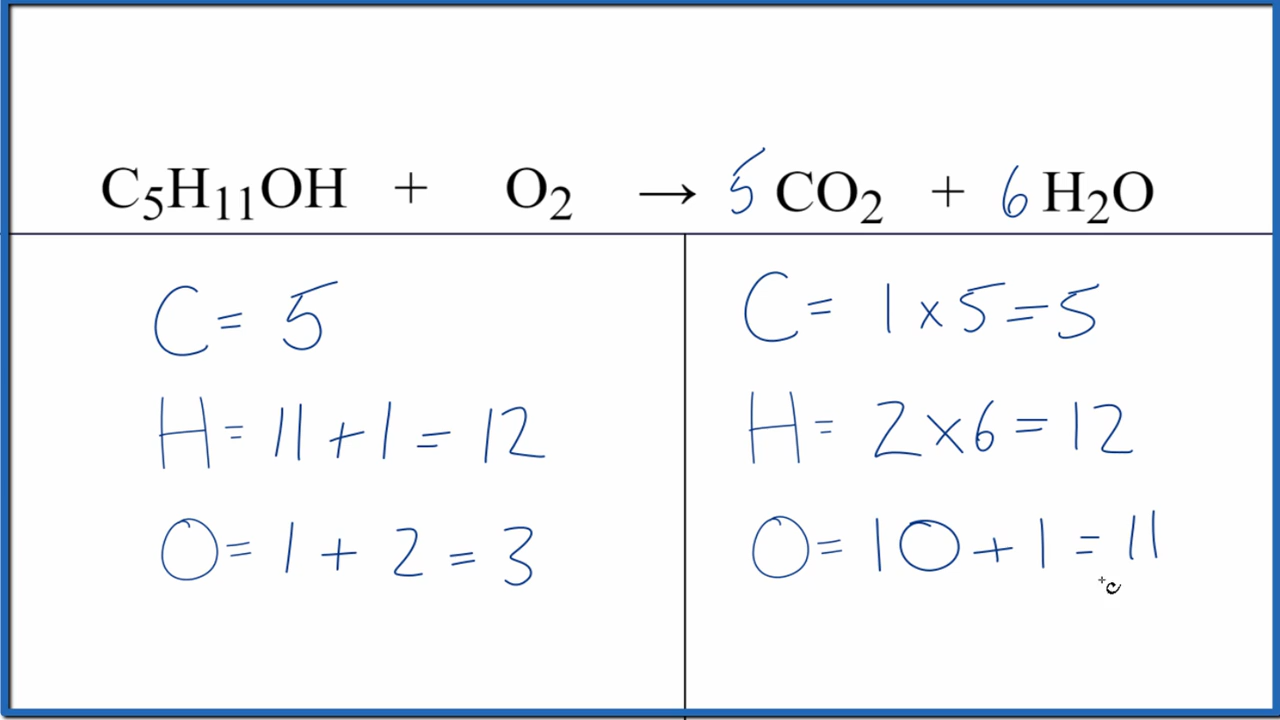 C₅H₁₁OH + O₂ → 5 CO₂ + 6 H₂O
C = 5
H = 11 + 1 = 12
O = 1 + 2 = 3
C = 1 x 5 = 5
H = 2 x 6 = 12
O = 10 + 1 = 11